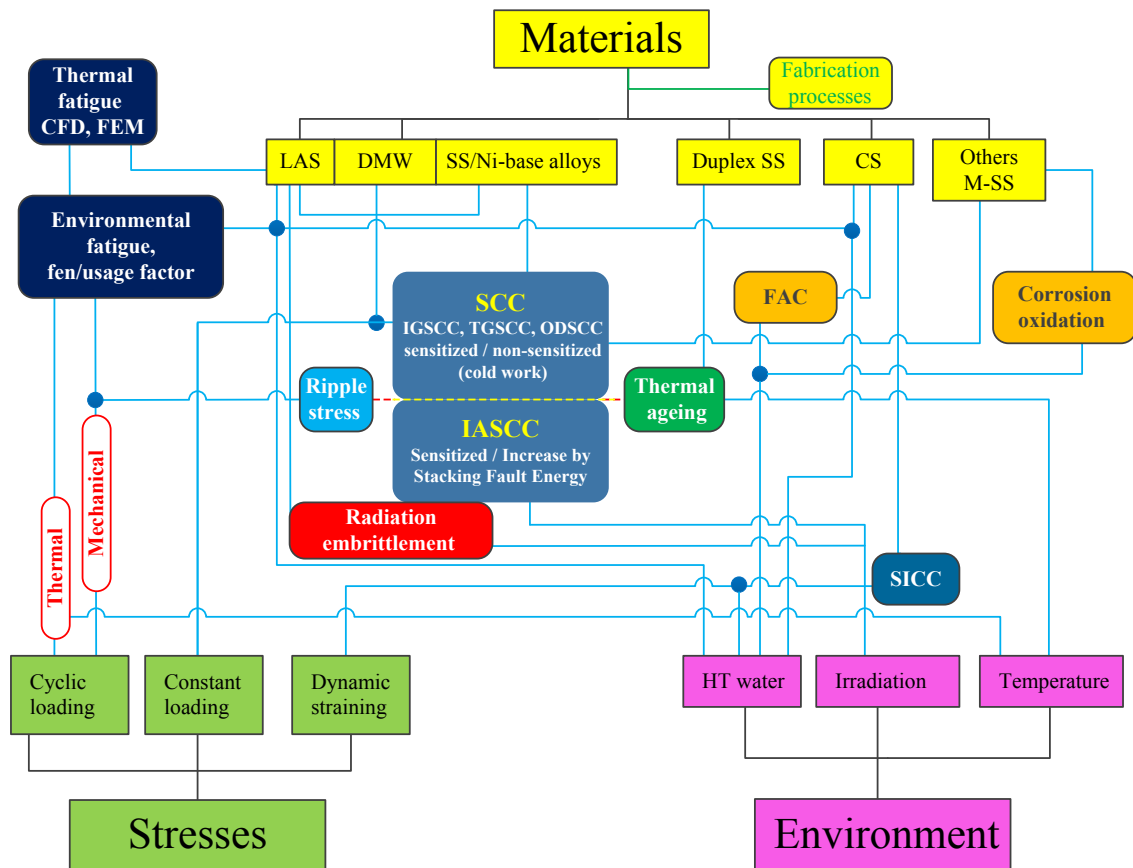 Materials
Thermal
fatigue
CFD, FEM
Fabrication
processes
LAS
DMW
SS/Ni-base alloys
Duplex SS
CS
Others
M-SS
Environmental
fatigue,
fen/usage factor
SCC
IGSCC, TGSCC, ODSCC
sensitized / non-sensitized
(cold work)
FAC
Corrosion
oxidation
Ripple
stress
Thermal
ageing
IASCC
Sensitized / Increase by
Stacking Fault Energy
Mechanical
Thermal
Radiation
embrittlement
SICC
Cyclic
loading
Constant
loading
Dynamic
straining
HT water
Irradiation
Temperature
Stresses
Environment